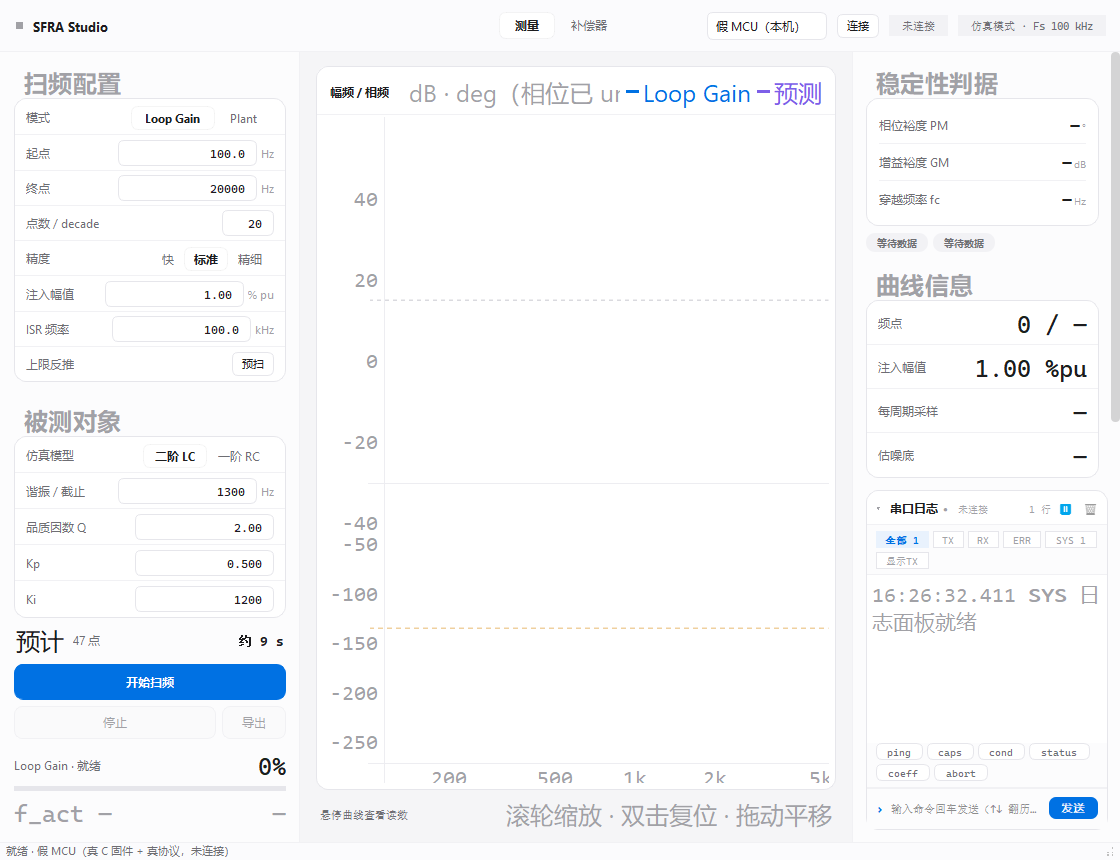 SFRA Studio
测量 补偿器
假 MCU（本机） 连接 未连接 仿真模式 · Fs 100 kHz
扫频配置
模式 Loop Gain Plant
起点 100.0 Hz
终点 20000 Hz
点数 / decade 20
精度 快 标准 精细
注入幅值 1.00 % pu
ISR 频率 100.0 kHz
上限反推 预扫
被测对象
仿真模型 二阶 LC 一阶 RC
谐振 / 截止 1300 Hz
品质因数 Q 2.00
Kp 0.500
Ki 1200
预计 47 点 约 9 s
开始扫频
停止 导出
Loop Gain · 就绪 0%
f_act — —
幅频 / 相频 dB · deg（相位已 ur Loop Gain 预测
40
20
0
-20
-40
-50
-100
-150
-200
-250
200 500 1k 2k 5k
悬停曲线查看读数 滚轮缩放 · 双击复位 · 拖动平移
稳定性判据
相位裕度 PM — °
增益裕度 GM — dB
穿越频率 fc — Hz
等待数据 等待数据
曲线信息
频点 0 / —
注入幅值 1.00 %pu
每周期采样 —
估噪底 —
串口日志 • 未连接 1 行
全部 1 TX RX ERR SYS 1
显示TX
16:26:32.411 SYS 日
志面板就绪
ping caps cond status
coeff abort
› 输入命令回车发送（↑↓ 翻历… 发送
就绪 · 假 MCU（真 C 固件 + 真协议，未连接）